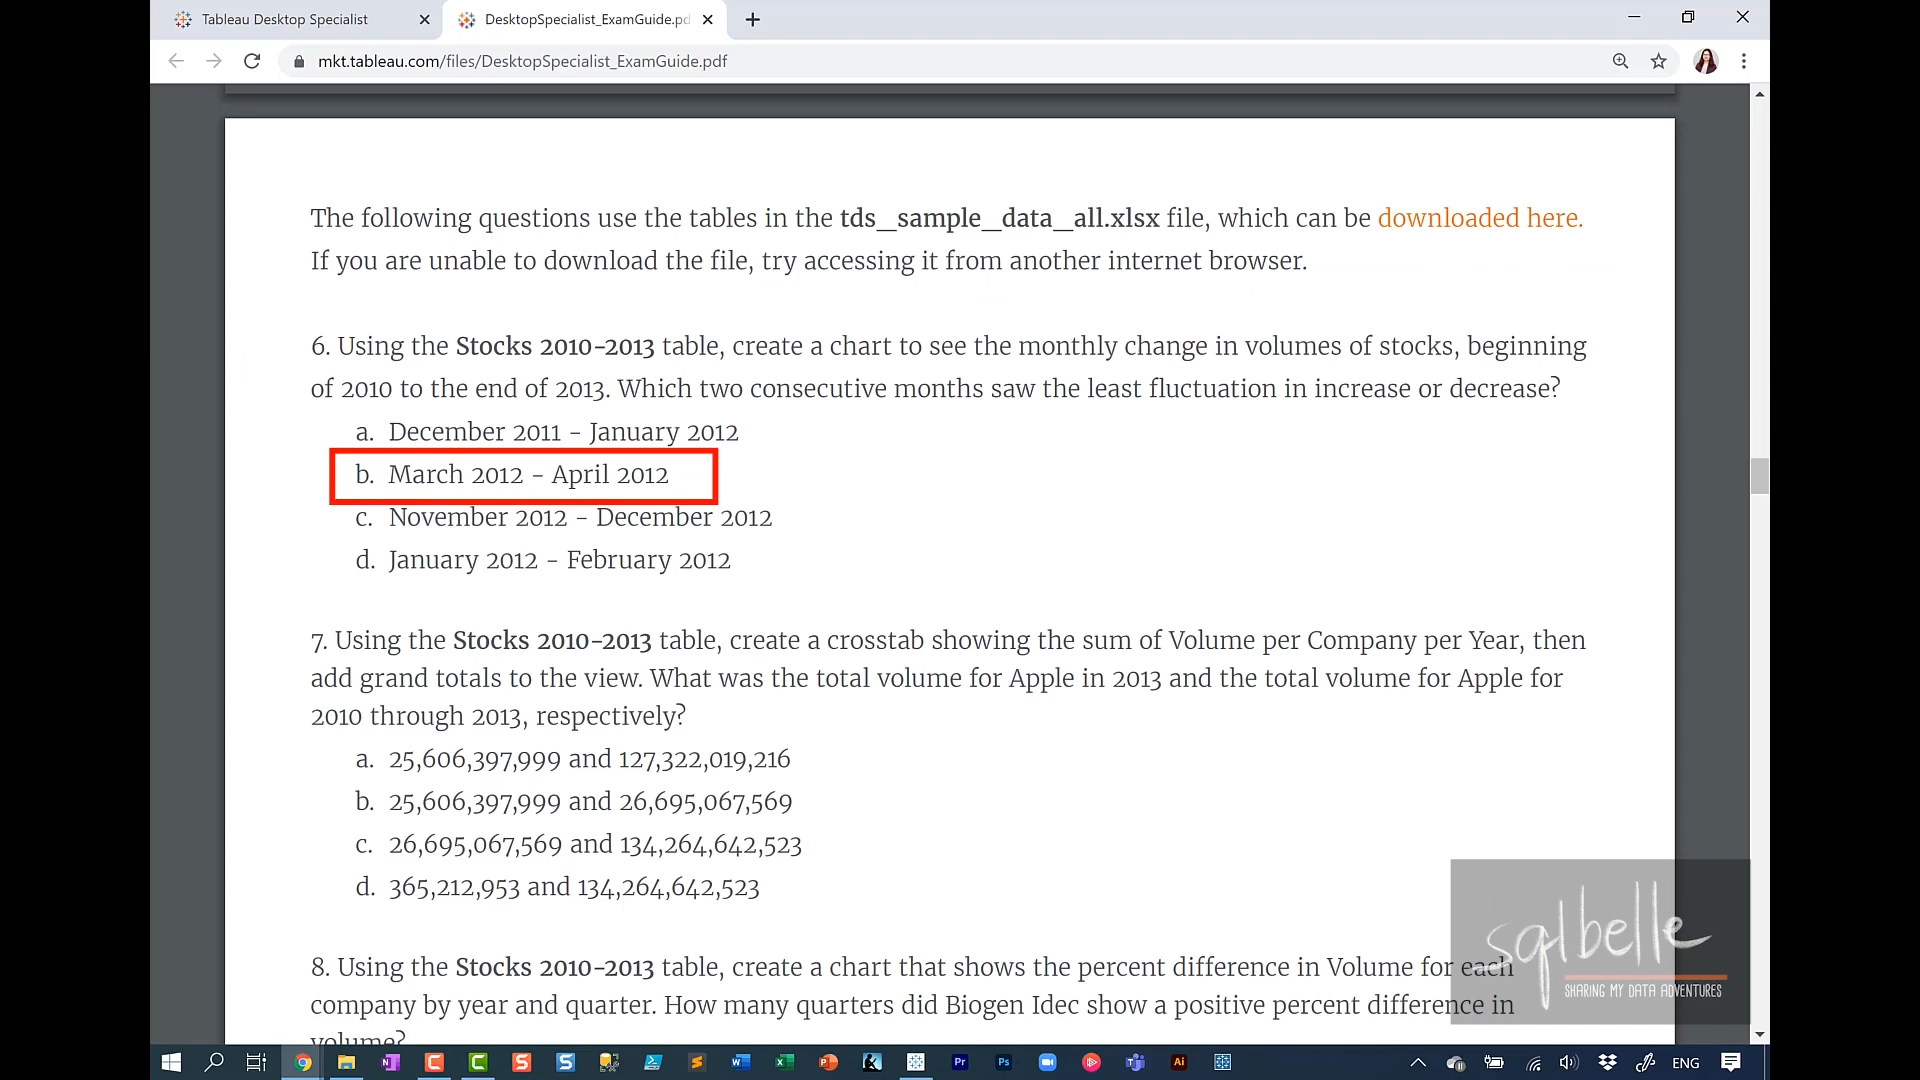 Tableau Desktop Specialist
DesktopSpecialist_ExamGuide.pd
mkt.tableau.com/files/DesktopSpecialist_ExamGuide.pdf
The following questions use the tables in the tds_sample_data_all.xlsx file, which can be downloaded here.
If you are unable to download the file, try accessing it from another internet browser.
6. Using the Stocks 2010-2013 table, create a chart to see the monthly change in volumes of stocks, beginning
of 2010 to the end of 2013. Which two consecutive months saw the least fluctuation in increase or decrease?
a. December 2011 - January 2012
b. March 2012 - April 2012
c. November 2012 - December 2012
d. January 2012 - February 2012
7. Using the Stocks 2010-2013 table, create a crosstab showing the sum of Volume per Company per Year, then
add grand totals to the view. What was the total volume for Apple in 2013 and the total volume for Apple for
2010 through 2013, respectively?
a. 25,606,397,999 and 127,322,019,216
b. 25,606,397,999 and 26,695,067,569
c. 26,695,067,569 and 134,264,642,523
d. 365,212,953 and 134,264,642,523
8. Using the Stocks 2010-2013 table, create a chart that shows the percent difference in Volume for each
company by year and quarter. How many quarters did Biogen Idec show a positive percent difference in
volume?
sqlbelle
SHARING MY DATA ADVENTURES
ENG